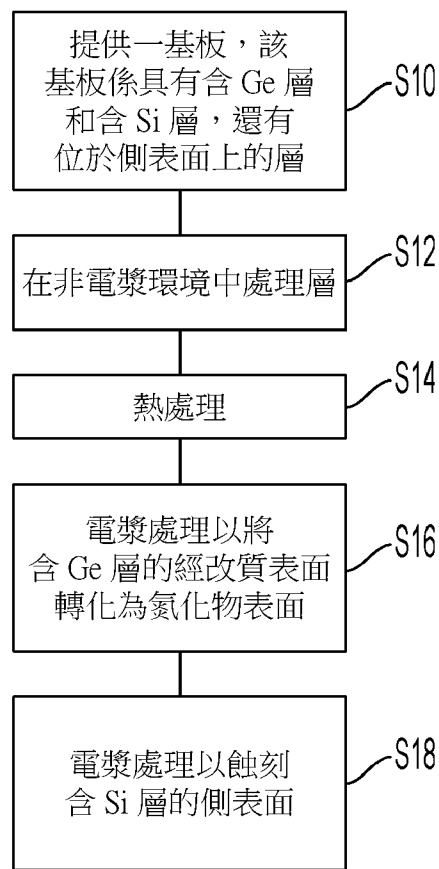 提供一基板，該
基板係具有含 Ge 層
和含 Si 層，還有
位於側表面上的層
S10
在非電漿環境中處理層
S12
熱處理
S14
電漿處理以將
含 Ge 層的經改質表面
轉化為氮化物表面
S16
電漿處理以蝕刻
含 Si 層的側表面
S18